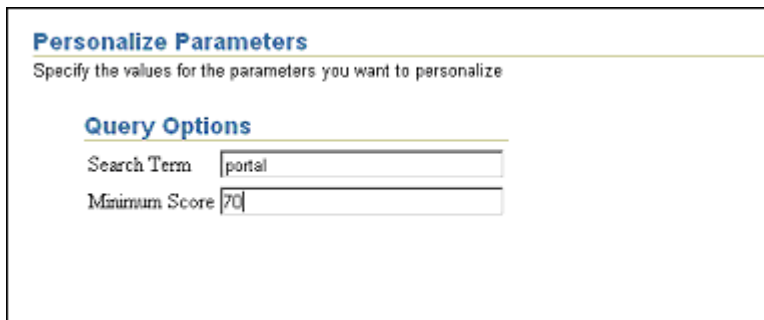 Personalize Parameters
Specify the values for the parameters you want to personalize
Query Options
Search Term portal
Minimum Score 70